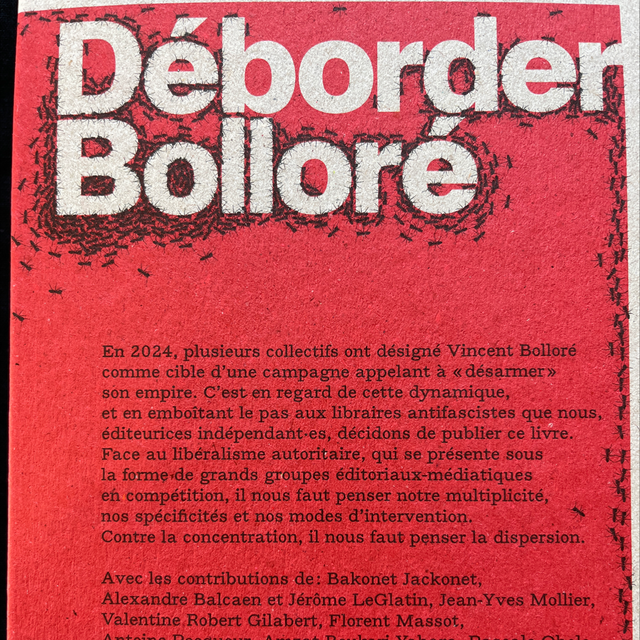 Déborder
Bolloré
En 2024, plusieurs collectifs ont désigné Vincent Bolloré
comme cible d'une campagne appelant à « désarmer »
son empire. C'est en regard de cette dynamique,
et en emboîtant le pas aux libraires antifascistes que nous,
éditeurices indépendant·es, décidons de publier ce livre.
Face au libéralisme autoritaire, qui se présente sous
la forme de grands groupes éditoriaux-médiatiques
en compétition, il nous faut penser notre multiplicité,
nos spécificités et nos modes d'intervention.
Contre la concentration, il nous faut penser la dispersion.
Avec les contributions de : Bakonet Jackonet,
Alexandre Balcaen et Jérôme LeGlatin, Jean-Yves Mollier,
Valentine Robert Gilabert, Florent Massot,